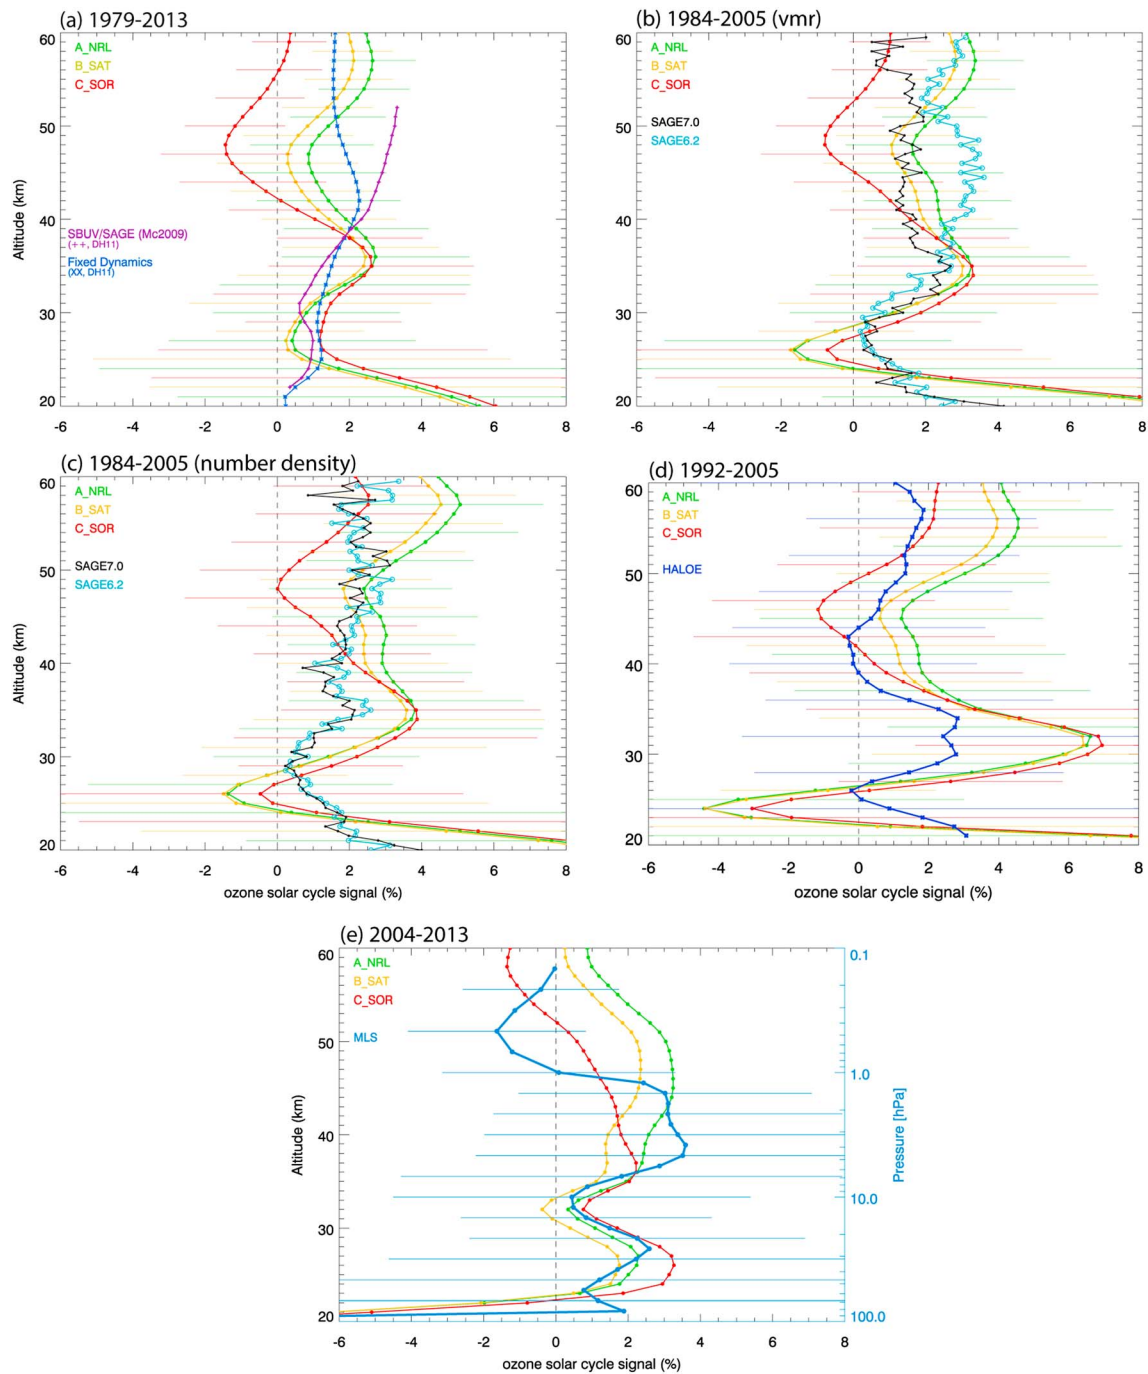 (a) 1979-2013
60
A_NRL
B_SAT
C_SOR
50
Altitude (km)
40
SBUV/SAGE (Mc2009)
(++, DH11)
Fixed Dynamics
(XX, DH11)
30
20
-6 -4 -2 0 2 4 6 8
(b) 1984-2005 (vmr)
60
A_NRL
B_SAT
C_SOR
50
SAGE7.0
SAGE6.2
Altitude (km)
40
30
20
-6 -4 -2 0 2 4 6 8
(c) 1984-2005 (number density)
60
A_NRL
B_SAT
C_SOR
SAGE7.0
50
SAGE6.2
Altitude (km)
40
30
20
-6 -4 -2 0 2 4 6 8
ozone solar cycle signal (%)
(d) 1992-2005
60
A_NRL
B_SAT
C_SOR
HALOE
50
Altitude (km)
40
30
20
-6 -4 -2 0 2 4 6 8
ozone solar cycle signal (%)
(e) 2004-2013
60 0.1
A_NRL
B_SAT
C_SOR
MLS
50
1.0
Altitude (km)
40
Pressure [hPa]
10.0
30
20 100.0
-6 -4 -2 0 2 4 6 8
ozone solar cycle signal (%)